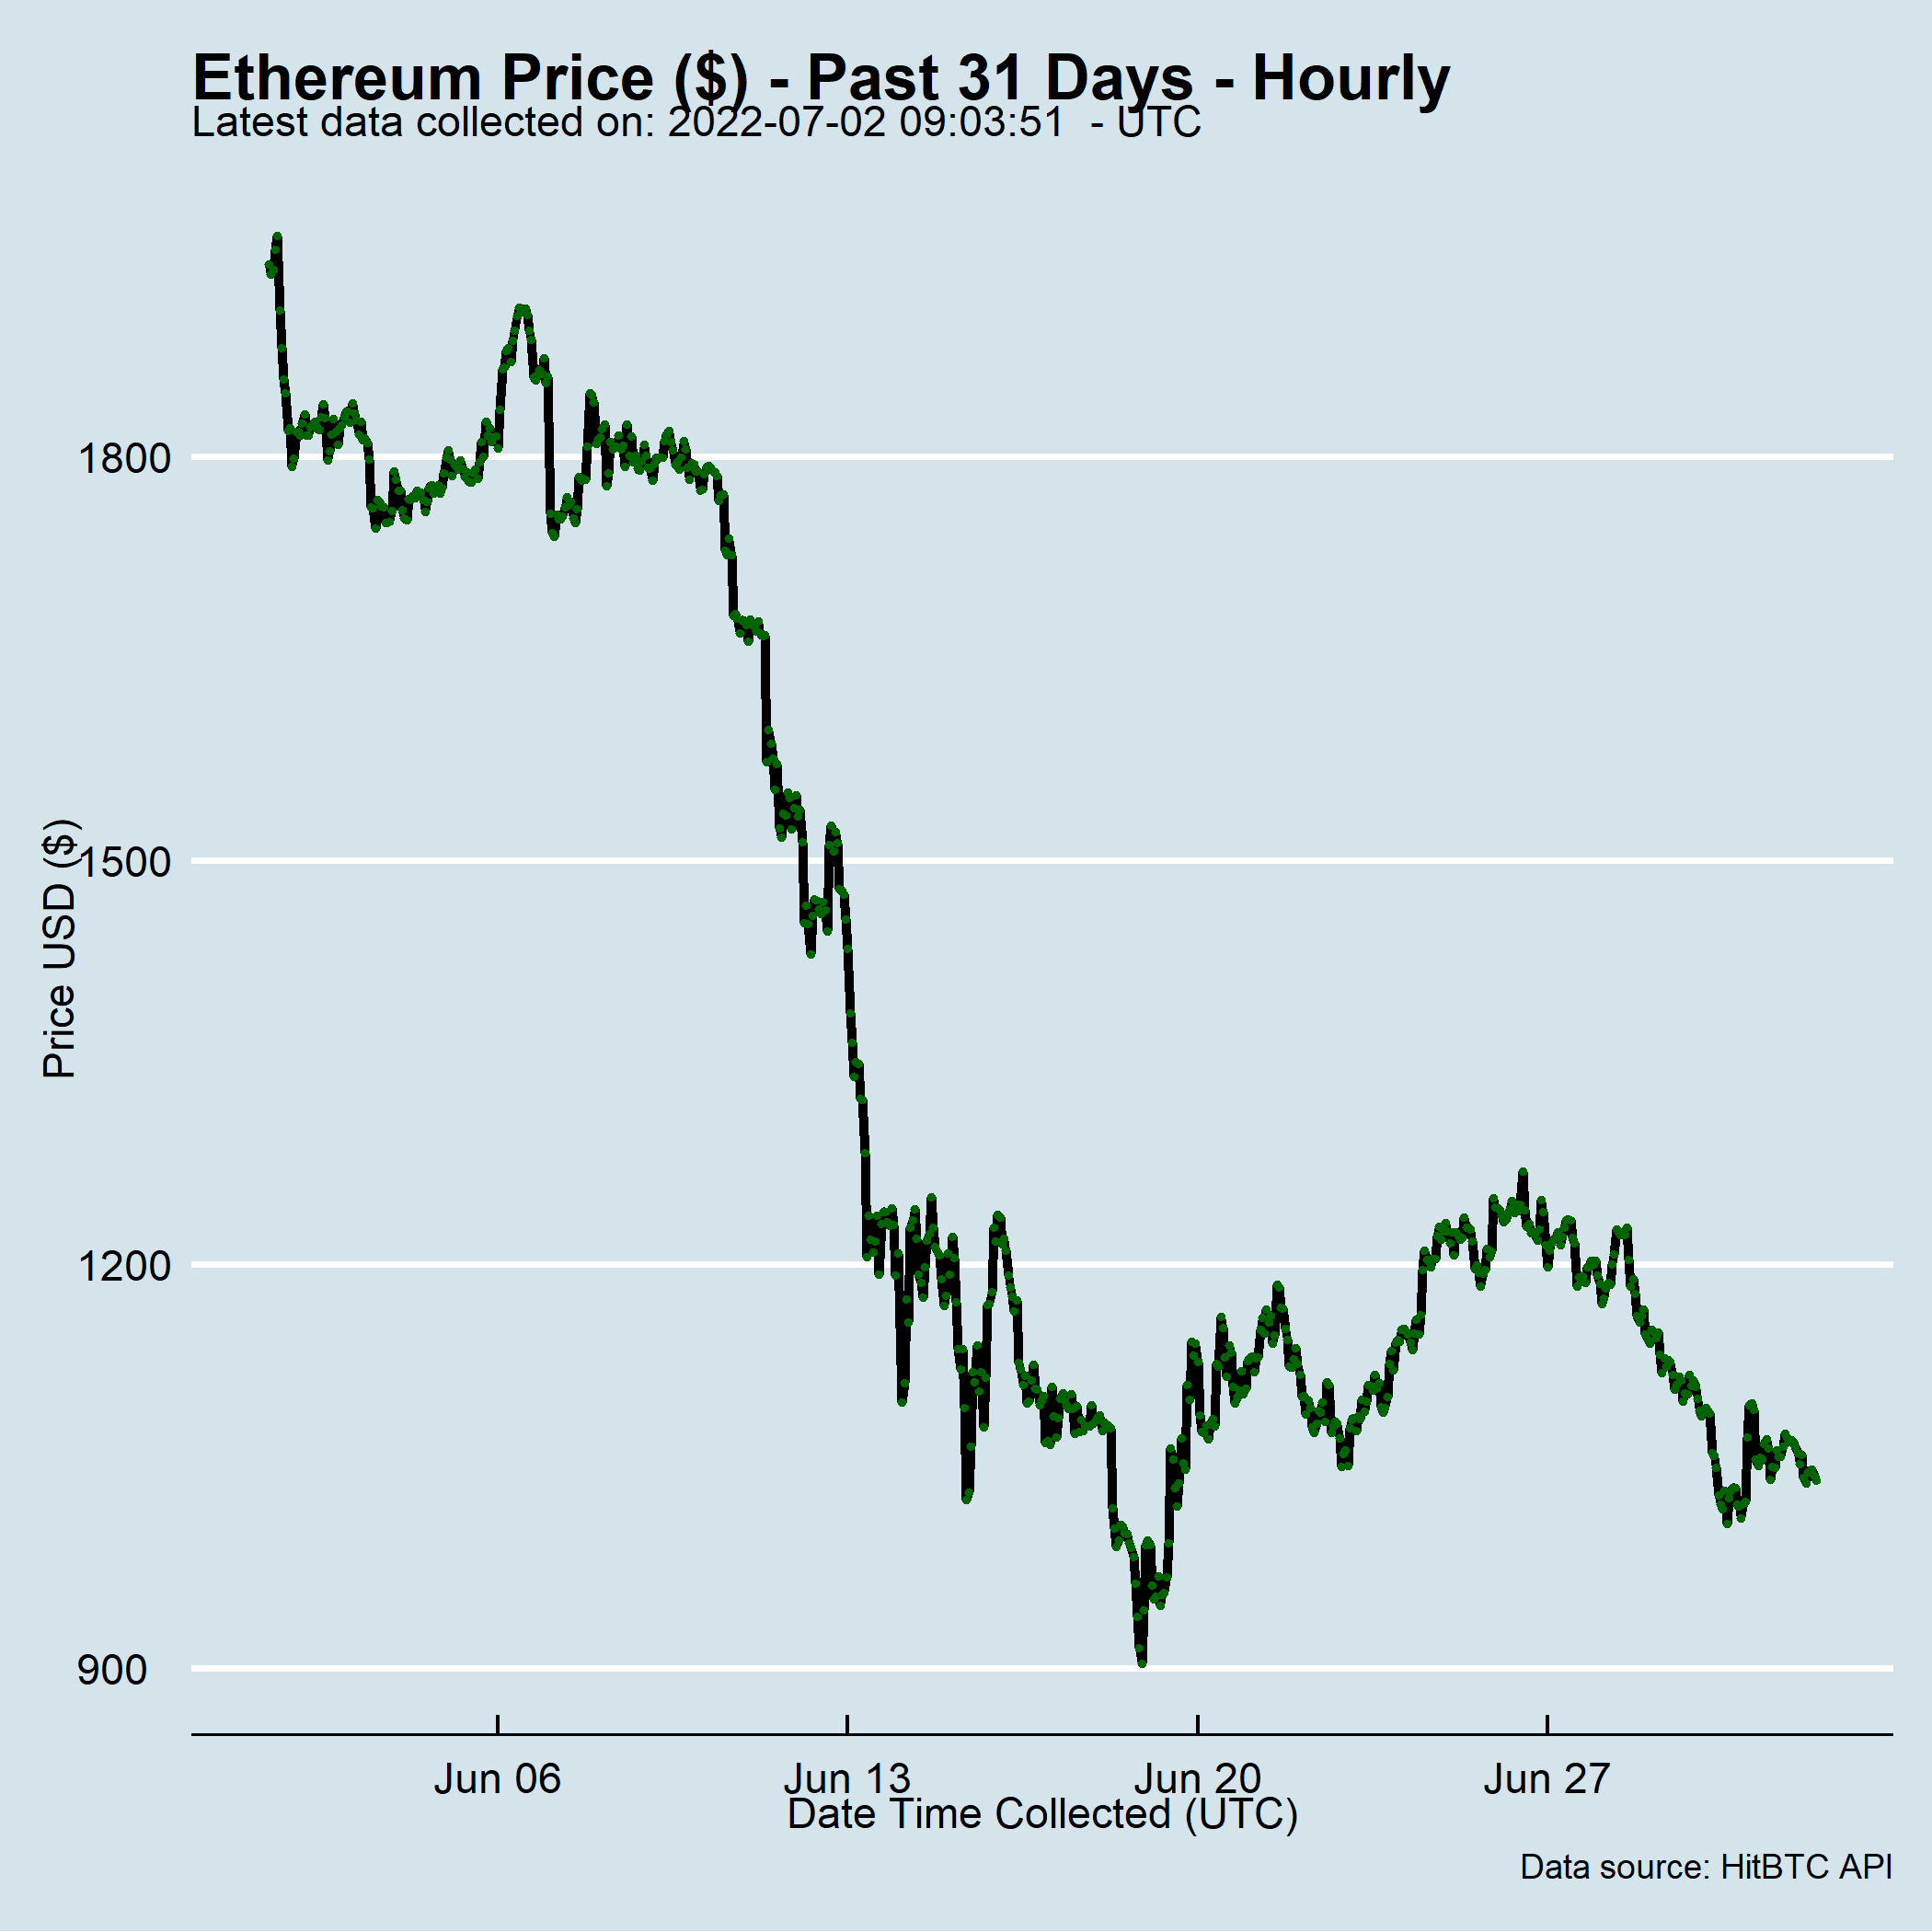 Ethereum Price ($) - Past 31 Days - Hourly
Latest data collected on: 2022-07-02 09:03:51  - UTC
Price USD ($)
1800
1500
1200
900
Jun 06
Jun 13
Jun 20
Jun 27
Date Time Collected (UTC)
Data source: HitBTC API